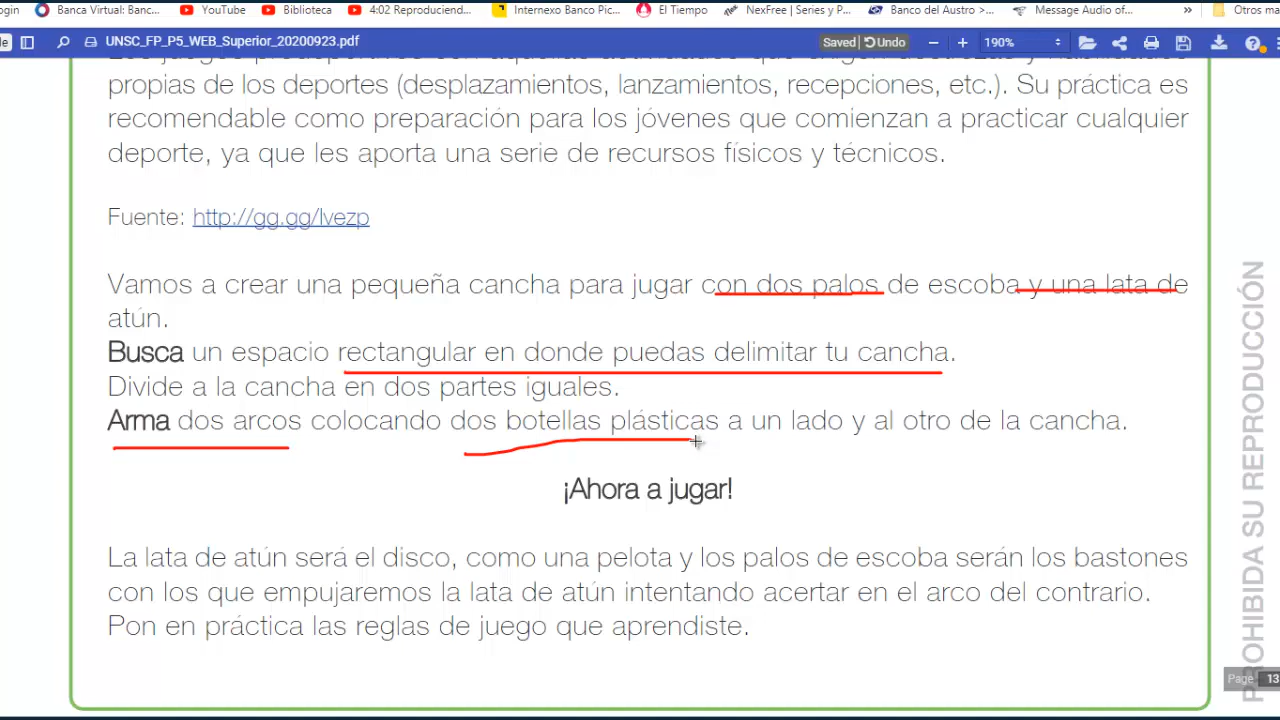 ogin Banca Virtual: Banc... YouTube Biblioteca 4:02 Reproduciend... Internexo Banco Pic... El Tiempo NexFree | Series y P... Banco del Austro >... Message Audio of... » Otros ma
le UNSC_FP_P5_WEB_Superior_20200923.pdf Saved Undo 190%
propias de los deportes (desplazamientos, lanzamientos, recepciones, etc.). Su práctica es
recomendable como preparación para los jóvenes que comienzan a practicar cualquier
deporte, ya que les aporta una serie de recursos físicos y técnicos.
Fuente: http://gg.gg/lvezp
Vamos a crear una pequeña cancha para jugar con dos palos de escoba y una lata de
atún.
Busca un espacio rectangular en donde puedas delimitar tu cancha.
Divide a la cancha en dos partes iguales.
Arma dos arcos colocando dos botellas plásticas a un lado y al otro de la cancha.
¡Ahora a jugar!
La lata de atún será el disco, como una pelota y los palos de escoba serán los bastones
con los que empujaremos la lata de atún intentando acertar en el arco del contrario.
Pon en práctica las reglas de juego que aprendiste.
PROHIBIDA SU REPRODUCCIÓN
Page 13